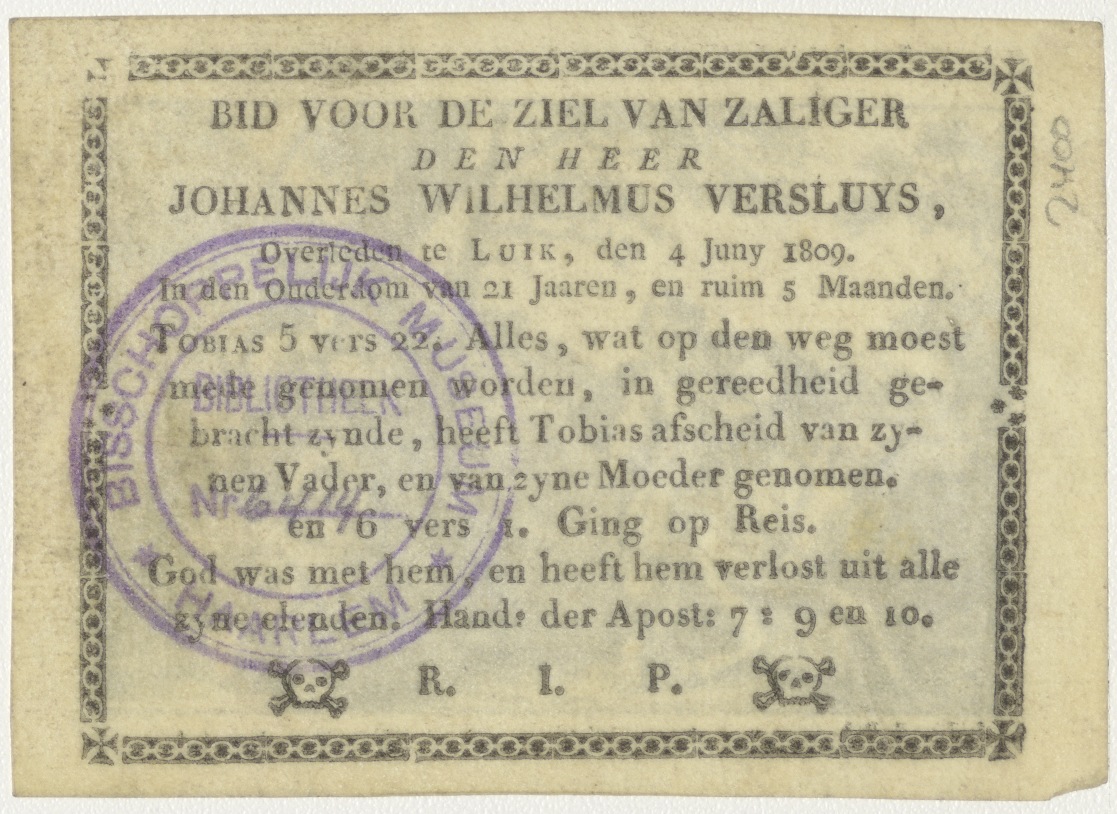 BID VOOR DE ZIEL VAN ZALIGER
DEN HEER
JOHANNES WILHELMUS VERSLUYS,
Overleden te LUIK, den 4 Juny 1809.
In den Ouderdom van 21 Jaaren, en ruim 5 Maanden.
TOBIAS 5 vers 22. Alles, wat op den weg moest
mede genomen worden, in gereedheid ge-
bracht zynde, heeft Tobias afscheid van zy-
nen Vader, en van zyne Moeder genomen.
en 6 vers 1. Ging op Reis.
God was met hem, en heeft hem verlost uit alle
zyne elenden. Hand: der Apost: 7 : 9 en 10.
R. I. P.
BISSCHOPPELIJK MUSEUM
HAARLEM
BIBLIOTHEEK
Nr 6414
2400